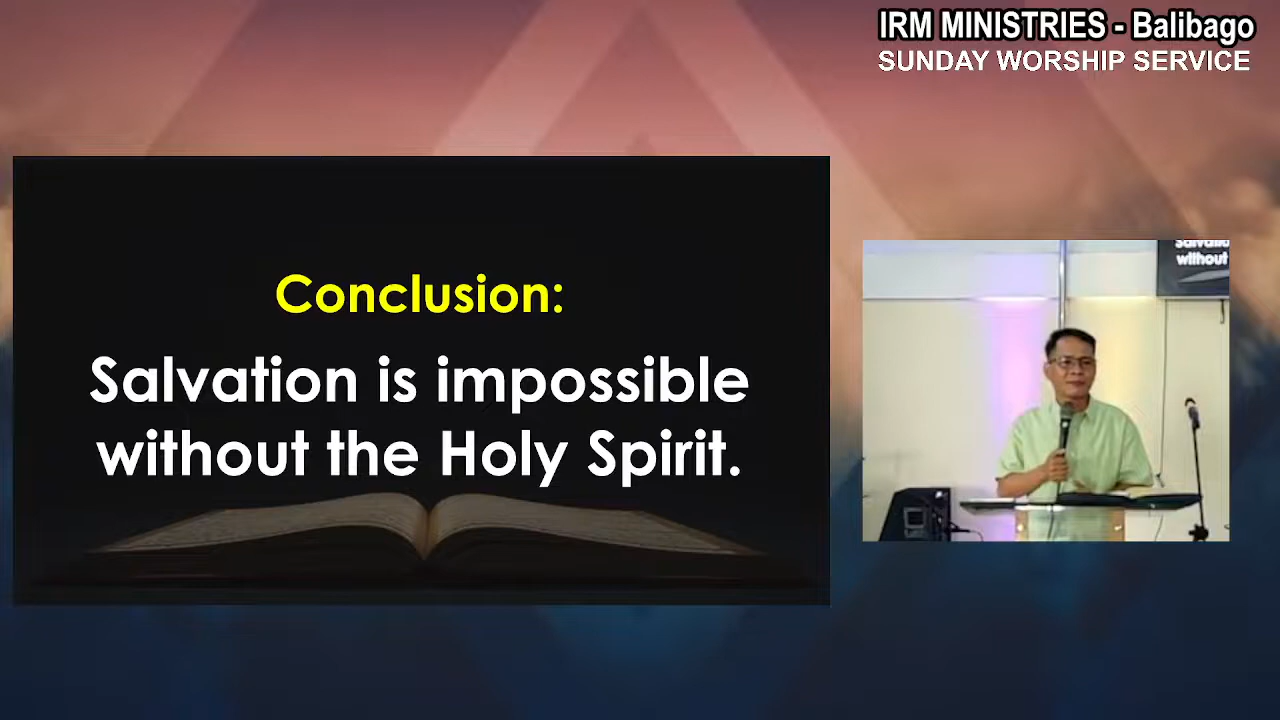 IRM MINISTRIES - Balibago
SUNDAY WORSHIP SERVICE
Conclusion:
Salvation is impossible
without the Holy Spirit.
without